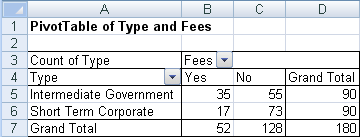 A B C D
1 PivotTable of Type and Fees
2
3 Count of Type Fees
4 Type Yes No Grand Total
5 Intermediate Government 35 55 90
6 Short Term Corporate 17 73 90
7 Grand Total 52 128 180